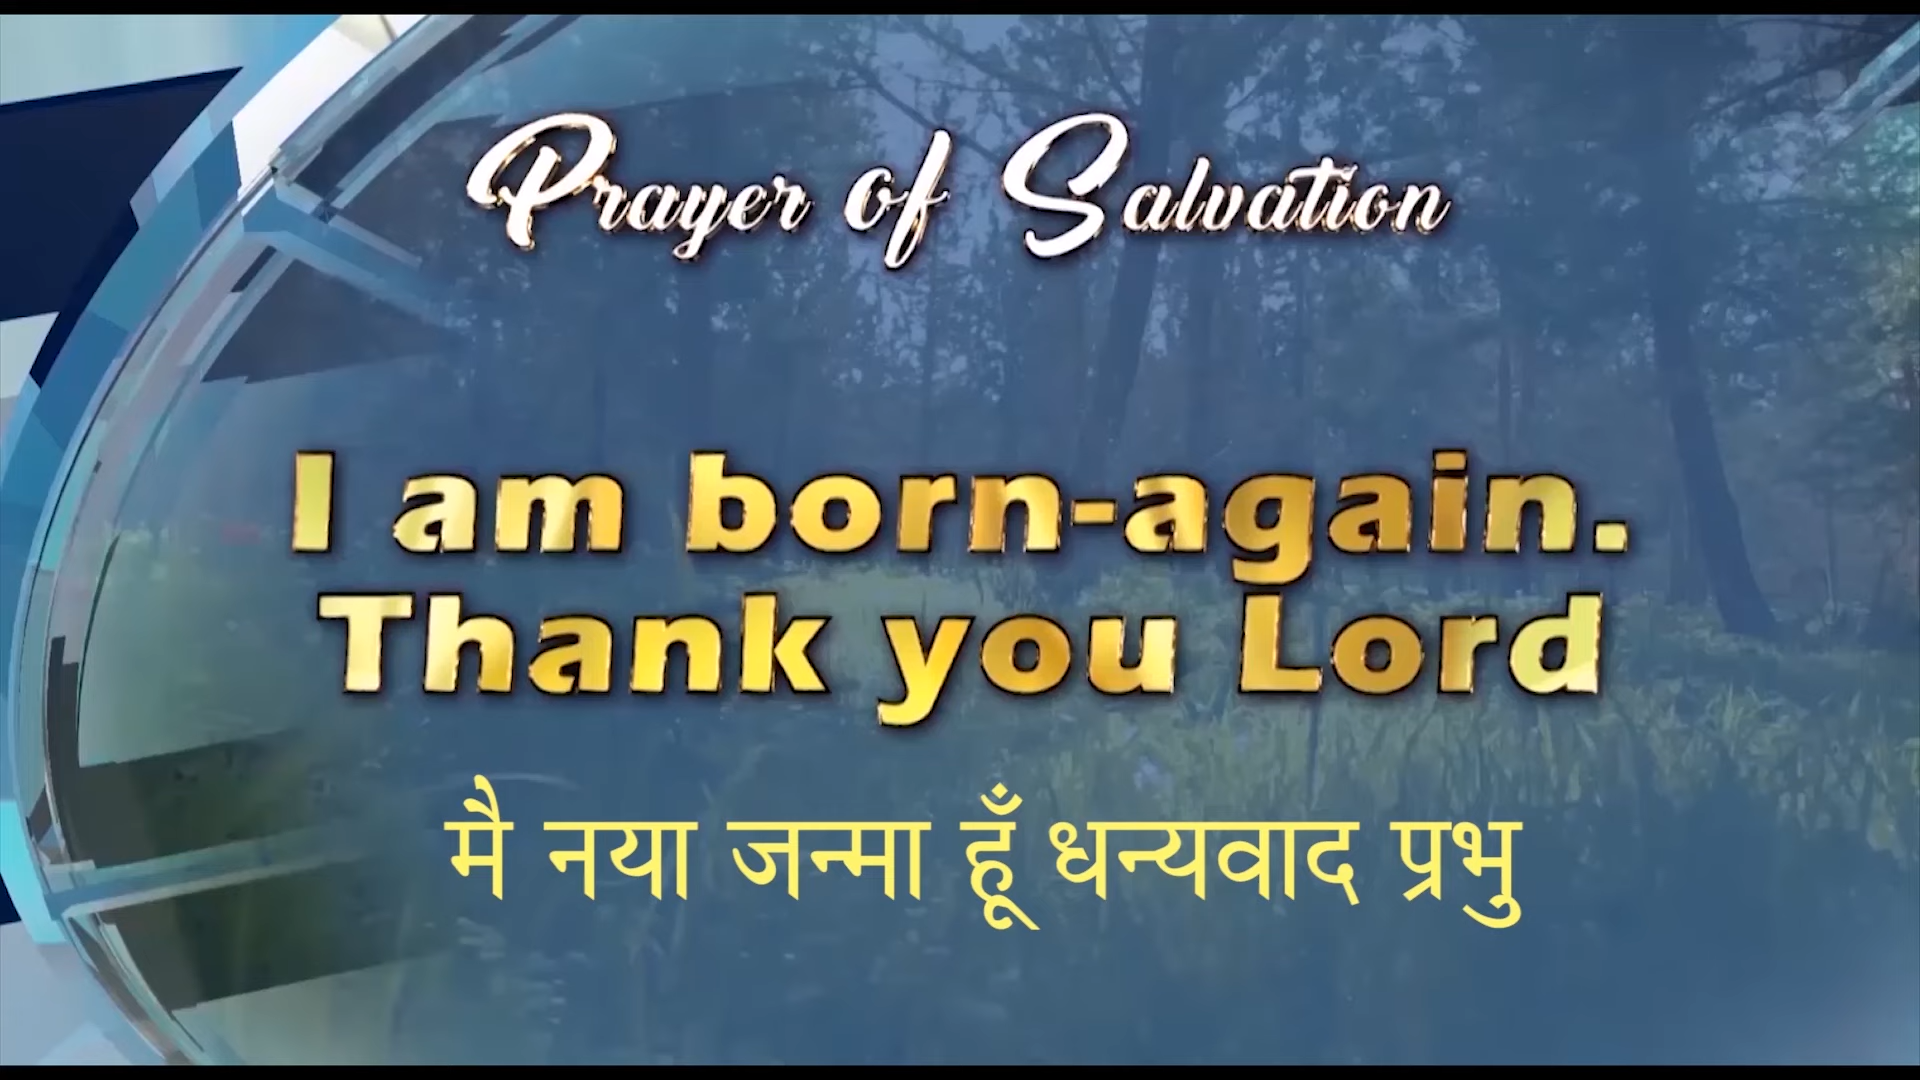 Prayer of Salvation
I am born-again.
Thank you Lord
मै नया जन्मा हूँ धन्यवाद प्रभु